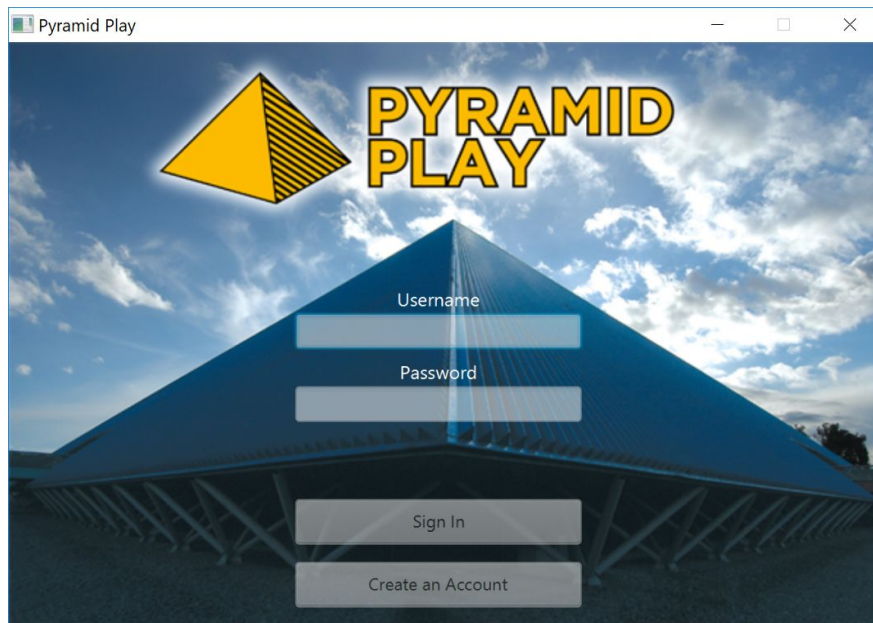 Pyramid Play
PYRAMID
PLAY
Username
Password
Sign In
Create an Account